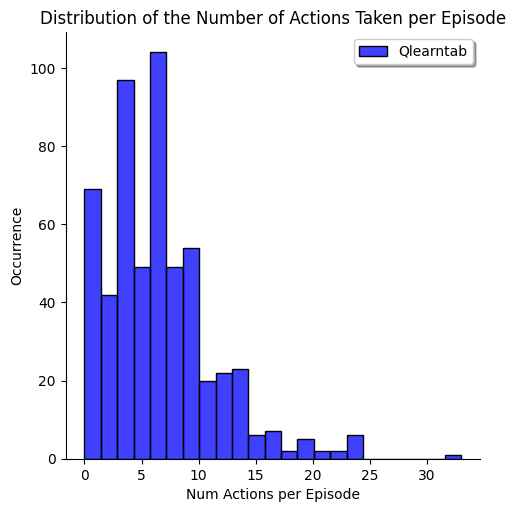 Distribution of the Number of Actions Taken per Episode
Qlearntab
100
80
60
40
20
0
Occurrence
0 5 10 15 20 25 30
Num Actions per Episode